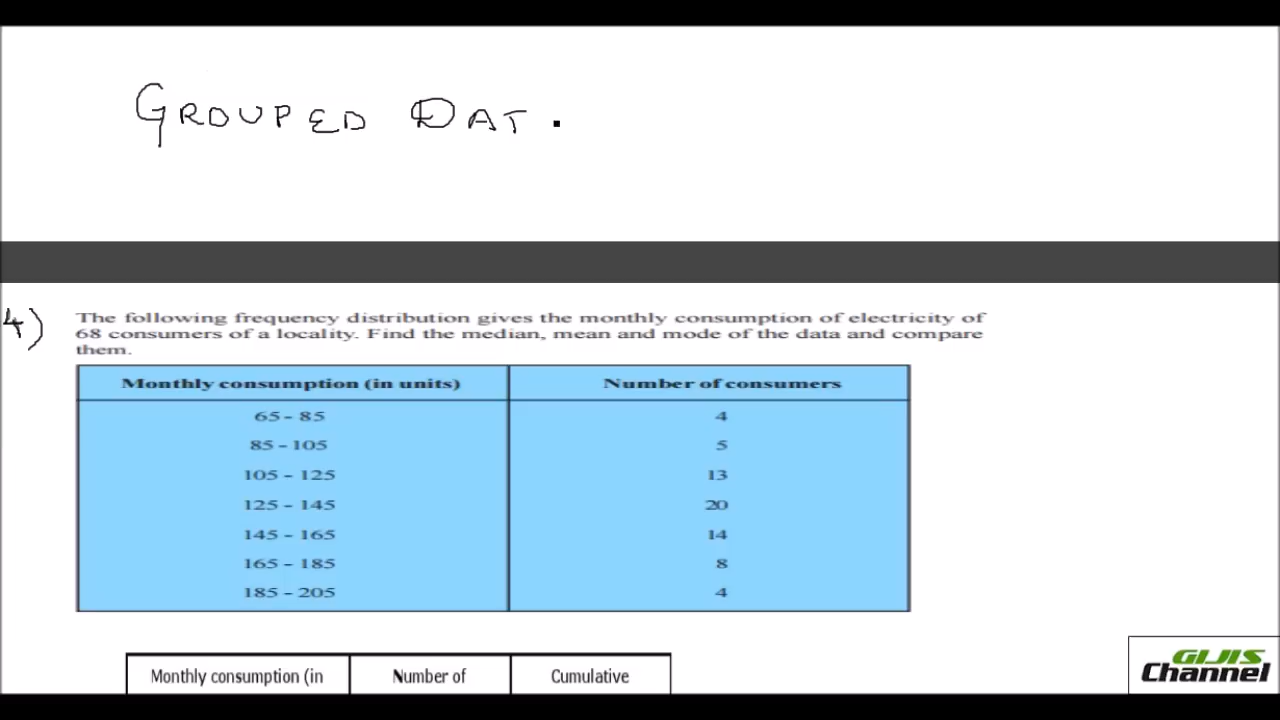 GROUPED DAT
4)
The following frequency distribution gives the monthly consumption of electricity of
68 consumers of a locality. Find the median, mean and mode of the data and compare
them.
Monthly consumption (in units) Number of consumers
65 - 85 4
85 - 105 5
105 - 125 13
125 - 145 20
145 - 165 14
165 - 185 8
185 - 205 4
Monthly consumption (in Number of Cumulative
GIJIS
Channel